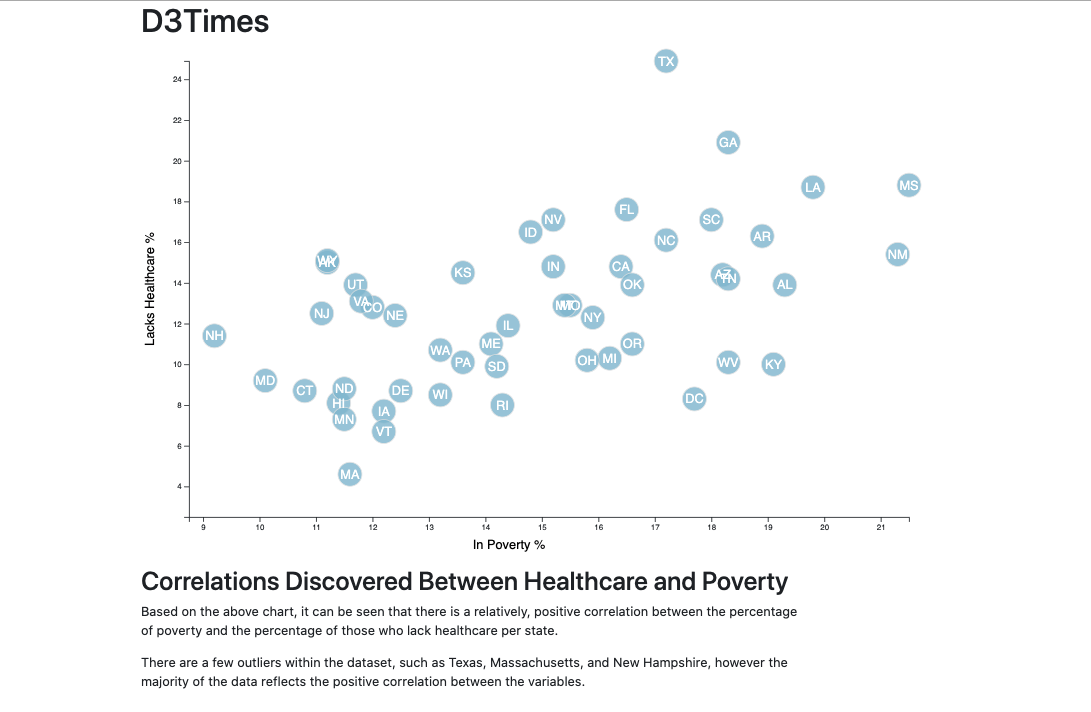 D3Times
24
22
20
18
16
14
12
10
8
6
4
Lacks Healthcare %
TX
GA
LA
MS
FL
NV
SC
ID
NC
AR
NM
WY
AK
KS
IN
CA
OK
AZ
TN
AL
UT
VA
CO
NJ
NE
MT
MO
NY
IL
NH
ME
OR
WA
PA
SD
OH
MI
WV
KY
MD
CT
ND
HI
MN
DE
WI
IA
VT
RI
DC
MA
9 10 11 12 13 14 15 16 17 18 19 20 21
In Poverty %
Correlations Discovered Between Healthcare and Poverty
Based on the above chart, it can be seen that there is a relatively, positive correlation between the percentage
of poverty and the percentage of those who lack healthcare per state.
There are a few outliers within the dataset, such as Texas, Massachusetts, and New Hampshire, however the
majority of the data reflects the positive correlation between the variables.